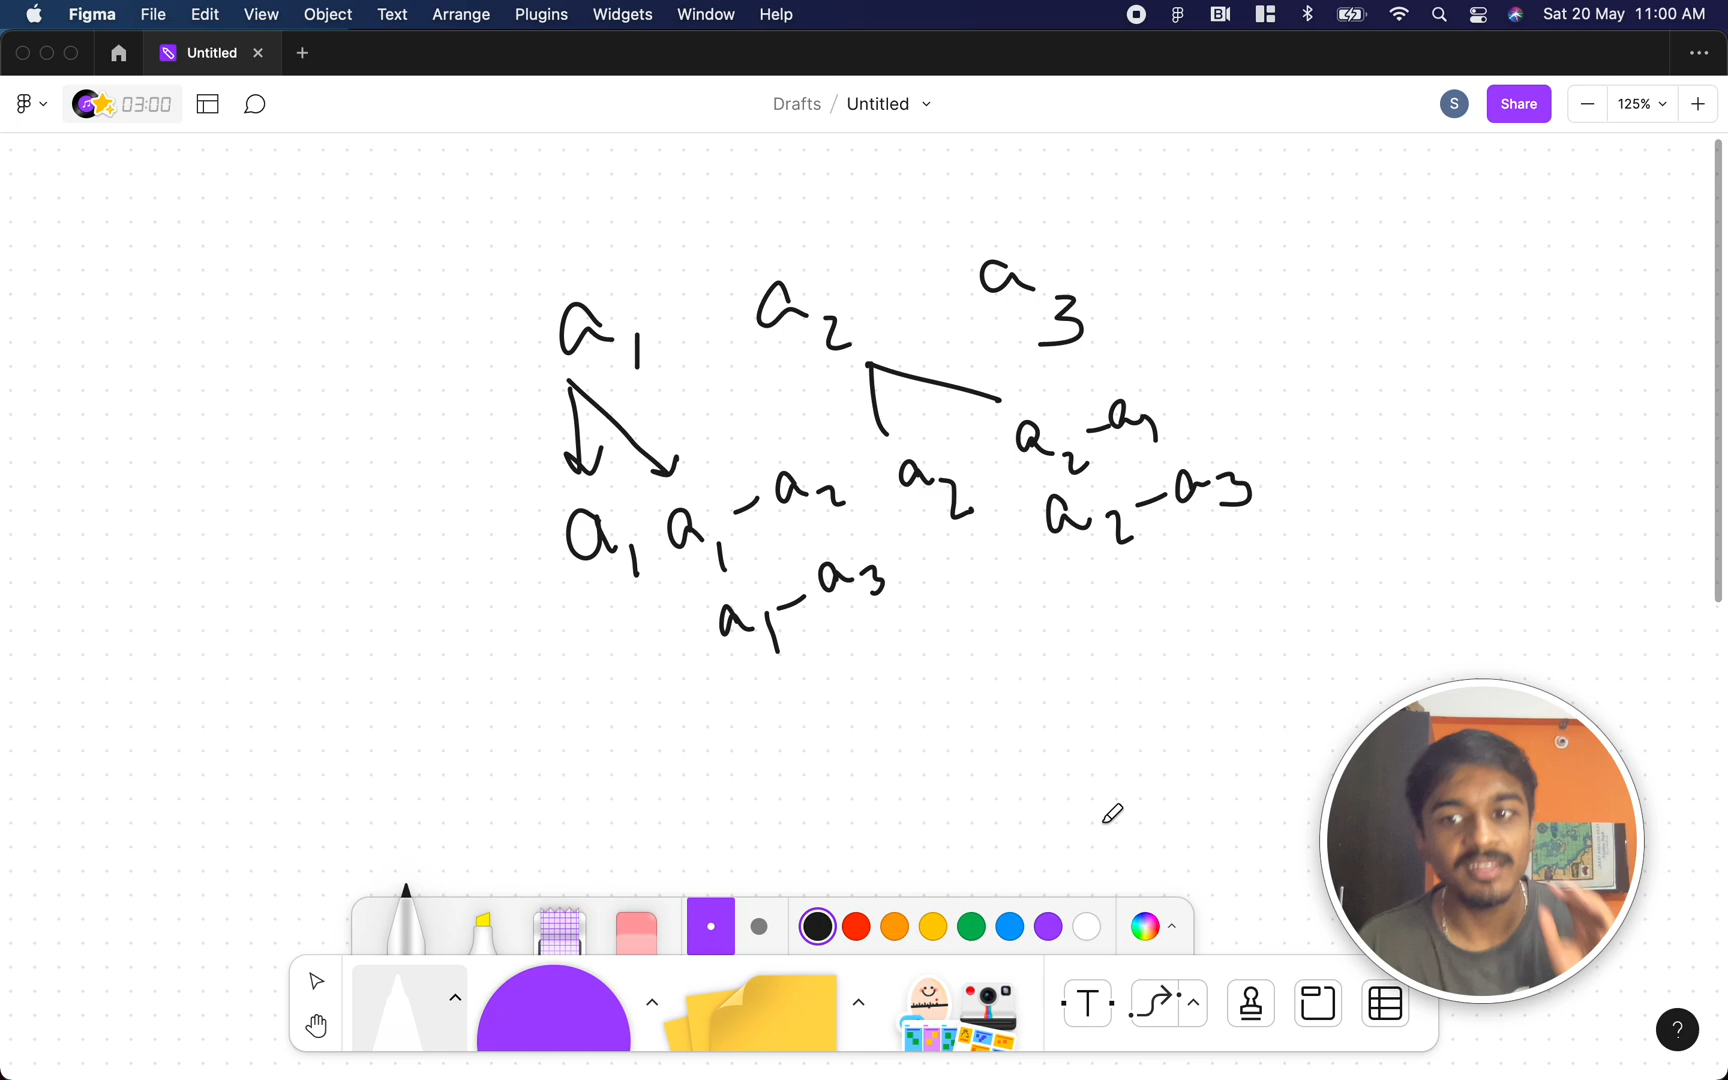 Figma File Edit View Object Text Arrange Plugins Widgets Window Help Sat 20 May 11:00 AM
Untitled
03:00 Drafts / Untitled S Share 125%
a1 a2 a3
a2 - a1
a1 a1 - a2 a2 a2 - a3
a1 - a3
T
?